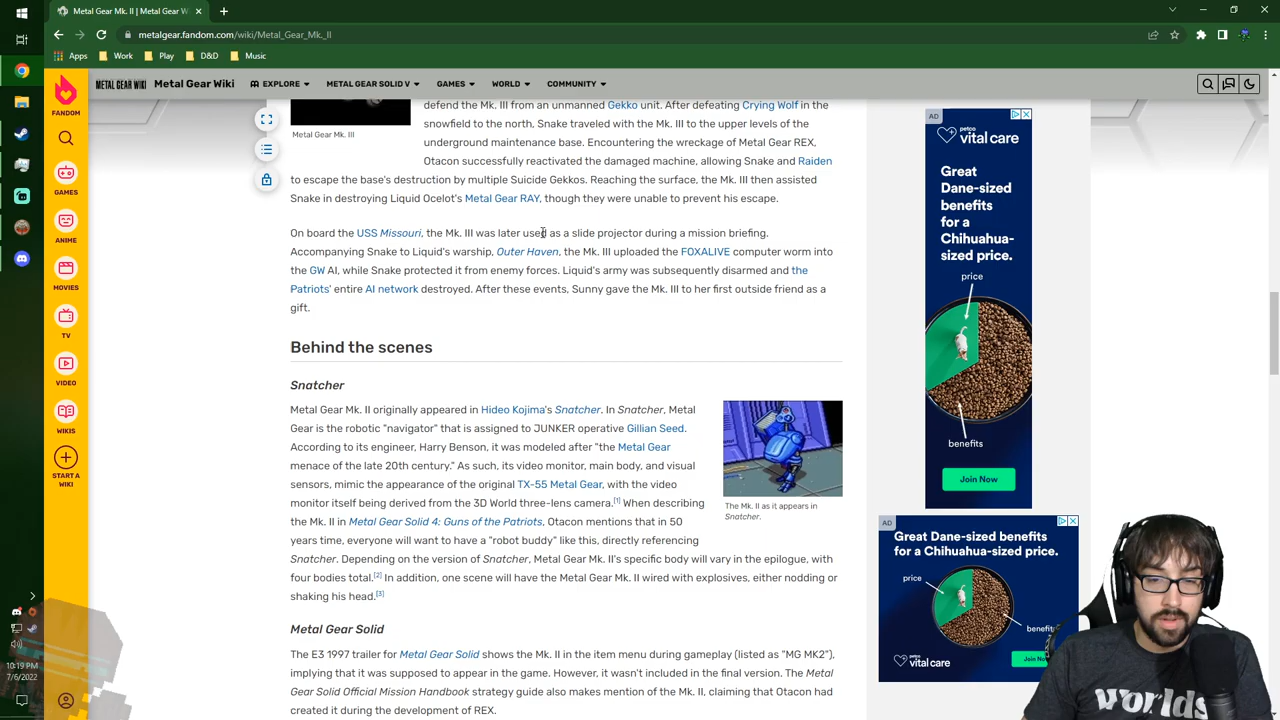 Metal Gear Mk. II | Metal Gear W
metalgear.fandom.com/wiki/Metal_Gear_Mk._II
Apps Work Play D&D Music
FANDOM
METAL GEAR WIKI Metal Gear Wiki EXPLORE METAL GEAR SOLID V GAMES WORLD COMMUNITY
GAMES
ANIME
MOVIES
TV
VIDEO
WIKIS
START A
WIKI
Metal Gear Mk. III
defend the Mk. III from an unmanned Gekko unit. After defeating Crying Wolf in the
snowfield to the north, Snake traveled with the Mk. III to the upper levels of the
underground maintenance base. Encountering the wreckage of Metal Gear REX,
Otacon successfully reactivated the damaged machine, allowing Snake and Raiden
to escape the base's destruction by multiple Suicide Gekkos. Reaching the surface, the Mk. III then assisted
Snake in destroying Liquid Ocelot's Metal Gear RAY, though they were unable to prevent his escape.
On board the USS Missouri, the Mk. III was later used as a slide projector during a mission briefing.
Accompanying Snake to Liquid's warship, Outer Haven, the Mk. III uploaded the FOXALIVE computer worm into
the GW AI, while Snake protected it from enemy forces. Liquid's army was subsequently disarmed and the
Patriots' entire AI network destroyed. After these events, Sunny gave the Mk. III to her first outside friend as a
gift.
Behind the scenes
Snatcher
Metal Gear Mk. II originally appeared in Hideo Kojima's Snatcher. In Snatcher, Metal
Gear is the robotic "navigator" that is assigned to JUNKER operative Gillian Seed.
According to its engineer, Harry Benson, it was modeled after "the Metal Gear
menace of the late 20th century." As such, its video monitor, main body, and visual
sensors, mimic the appearance of the original TX-55 Metal Gear, with the video
monitor itself being derived from the 3D World three-lens camera.[1] When describing
the Mk. II in Metal Gear Solid 4: Guns of the Patriots, Otacon mentions that in 50
years time, everyone will want to have a "robot buddy" like this, directly referencing
Snatcher. Depending on the version of Snatcher, Metal Gear Mk. II's specific body will vary in the epilogue, with
four bodies total.[2] In addition, one scene will have the Metal Gear Mk. II wired with explosives, either nodding or
shaking his head.[3]
The Mk. II as it appears in
Snatcher.
Metal Gear Solid
The E3 1997 trailer for Metal Gear Solid shows the Mk. II in the item menu during gameplay (listed as "MG MK2"),
implying that it was supposed to appear in the game. However, it wasn't included in the final version. The Metal
Gear Solid Official Mission Handbook strategy guide also makes mention of the Mk. II, claiming that Otacon had
created it during the development of REX.
AD
petco
vital care
Great
Dane-sized
benefits
for a
Chihuahua-
sized price.
price
benefits
Join Now
AD
Great Dane-sized benefits
for a Chihuahua-sized price.
price
benefits
petco
vital care
Join Now
10:19 PM
7/6/2022
worlds